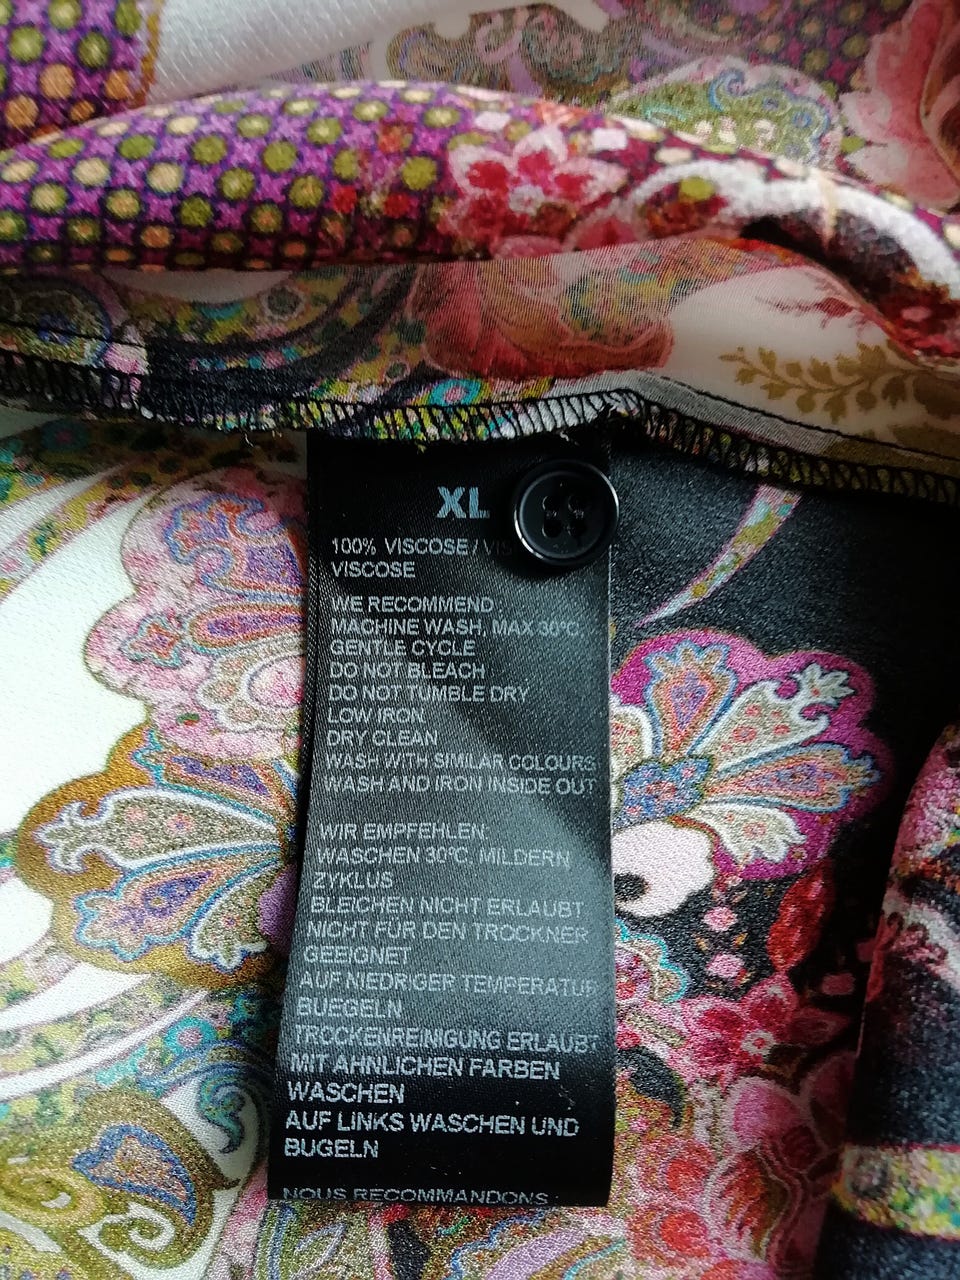 XL
100% VISCOSE /
VISCOSE
WE RECOMMEND :
MACHINE WASH, MAX 30°C,
GENTLE CYCLE
DO NOT BLEACH
DO NOT TUMBLE DRY
LOW IRON
DRY CLEAN
WASH WITH SIMILAR COLOURS
WASH AND IRON INSIDE OUT
WIR EMPFEHLEN:
WASCHEN 30°C, MILDERN
ZYKLUS
BLEICHEN NICHT ERLAUBT
NICHT FÜR DEN TROCKNER
GEEIGNET
AUF NIEDRIGER TEMPERATUR
BUEGELN
TROCKENREINIGUNG ERLAUBT
MIT AHNLICHEN FARBEN
WASCHEN
AUF LINKS WASCHEN UND
BUGELN
NOUS RECOMMANDONS :